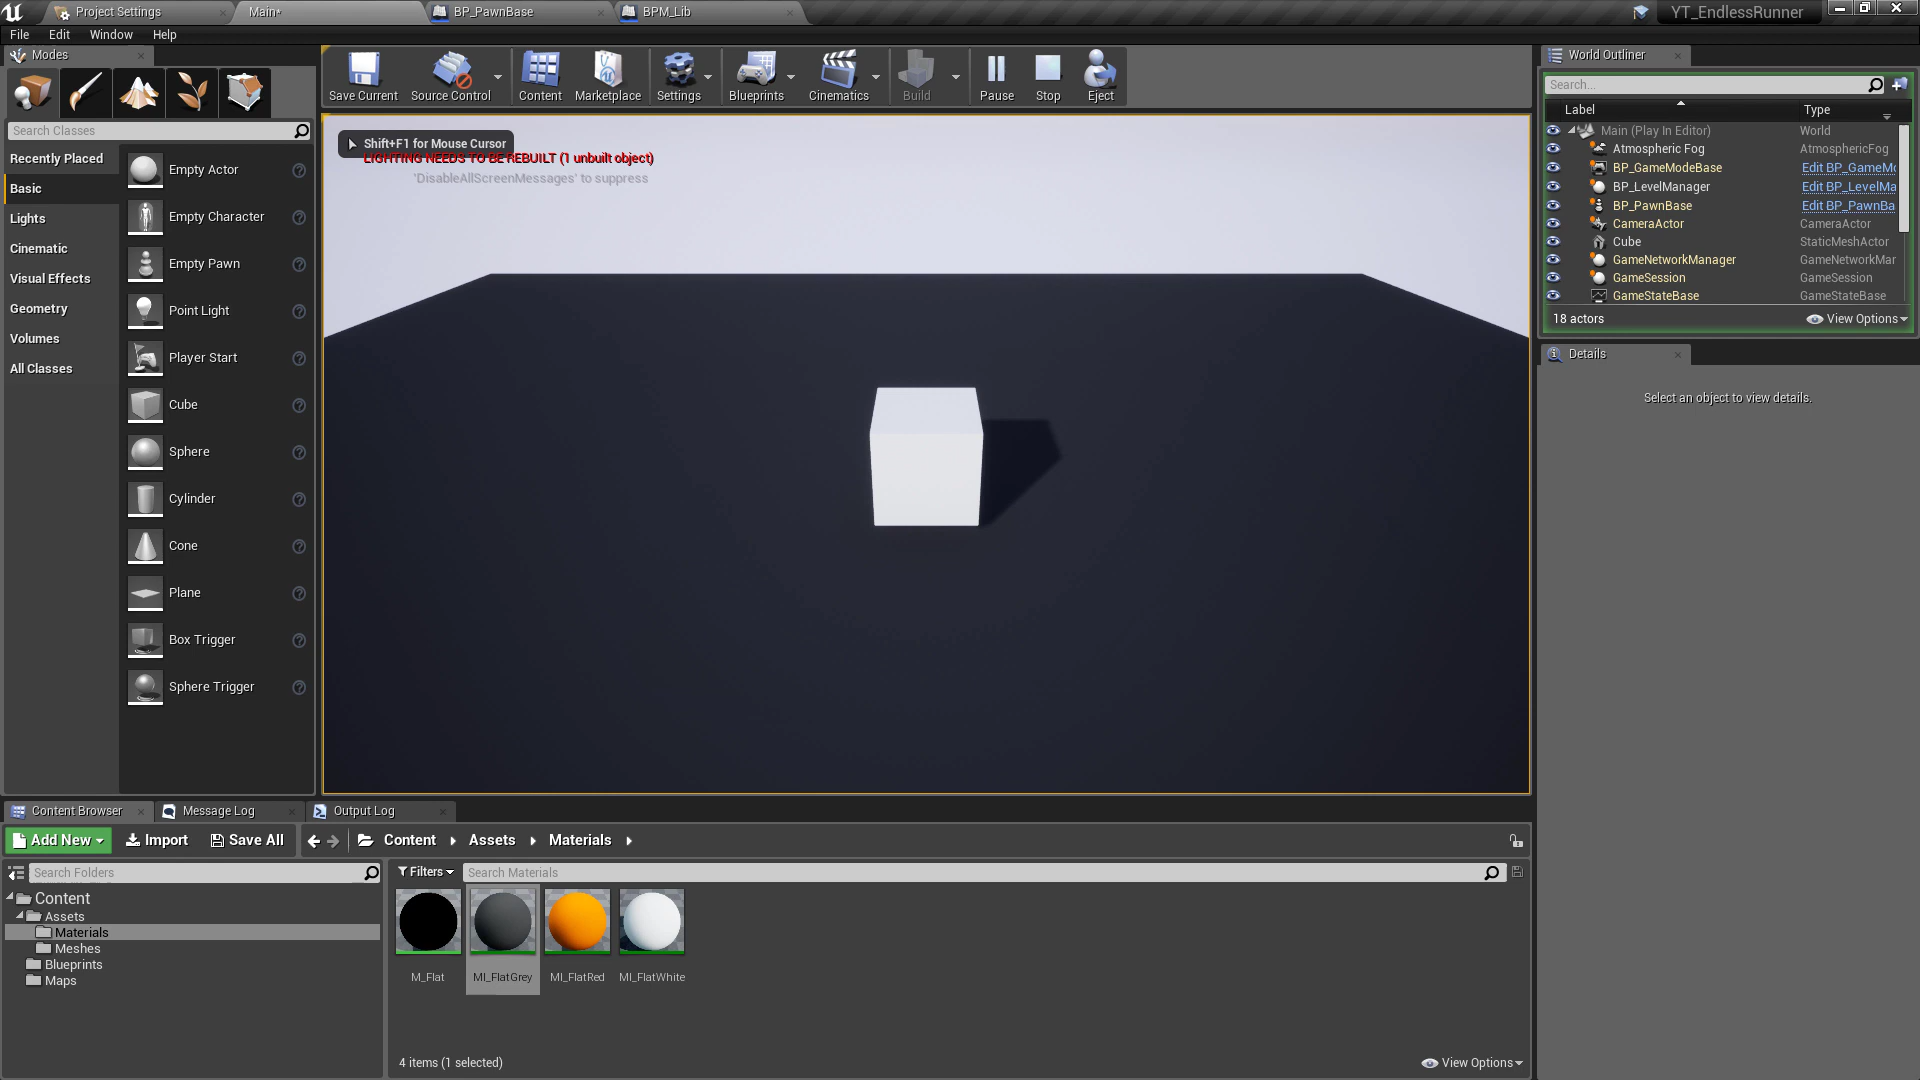 Project Settings
Main*
BP_PawnBase
BPM_Lib
YT_EndlessRunner
File Edit Window Help
Modes
Search Classes
Recently Placed
Basic
Lights
Cinematic
Visual Effects
Geometry
Volumes
All Classes
Empty Actor
Empty Character
Empty Pawn
Point Light
Player Start
Cube
Sphere
Cylinder
Cone
Plane
Box Trigger
Sphere Trigger
Save Current
Source Control
Content
Marketplace
Settings
Blueprints
Cinematics
Build
Pause
Stop
Eject
Shift+F1 for Mouse Cursor
LIGHTING NEEDS TO BE REBUILT (1 unbuilt object)
'DisableAllScreenMessages' to suppress
World Outliner
Search...
Label Type
Main (Play In Editor) World
Atmospheric Fog AtmosphericFog
BP_GameModeBase Edit BP_GameMo
BP_LevelManager Edit BP_LevelMa
BP_PawnBase Edit BP_PawnBa
CameraActor CameraActor
Cube StaticMeshActor
GameNetworkManager GameNetworkMar
GameSession GameSession
GameStateBase GameStateBase
18 actors
View Options
Details
Select an object to view details.
Content Browser
Message Log
Output Log
Add New
Import
Save All
Content
Assets
Materials
Search Folders
Content
Assets
Materials
Meshes
Blueprints
Maps
Filters
Search Materials
M_Flat
MI_FlatGrey
MI_FlatRed
MI_FlatWhite
4 items (1 selected)
View Options